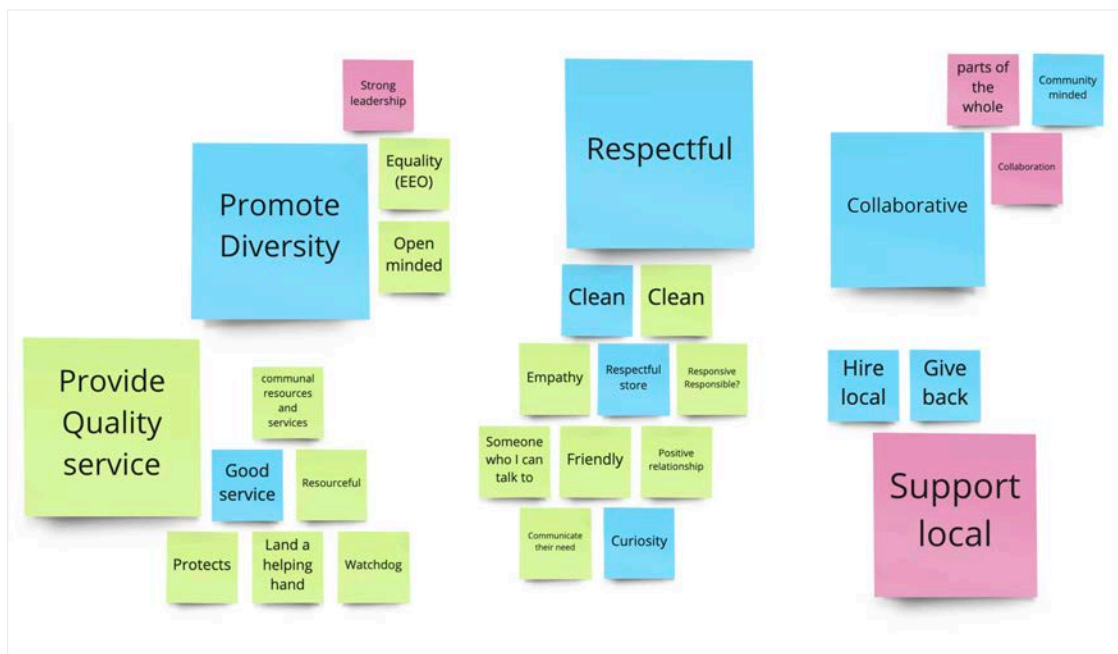 Strong
leadership
Equality
(EEO)
Promote
Diversity
Open
minded
Provide
Quality
service
communal
resources
and
services
Good
service
Resourceful
Protects
Land a
helping
hand
Watchdog
Respectful
Clean
Clean
Empathy
Respectful
store
Responsive
Responsible?
Someone
who I can
talk to
Friendly
Positive
relationship
Communicate
their need
Curiosity
parts of
the
whole
Community
minded
Collaboration
Collaborative
Hire
local
Give
back
Support
local